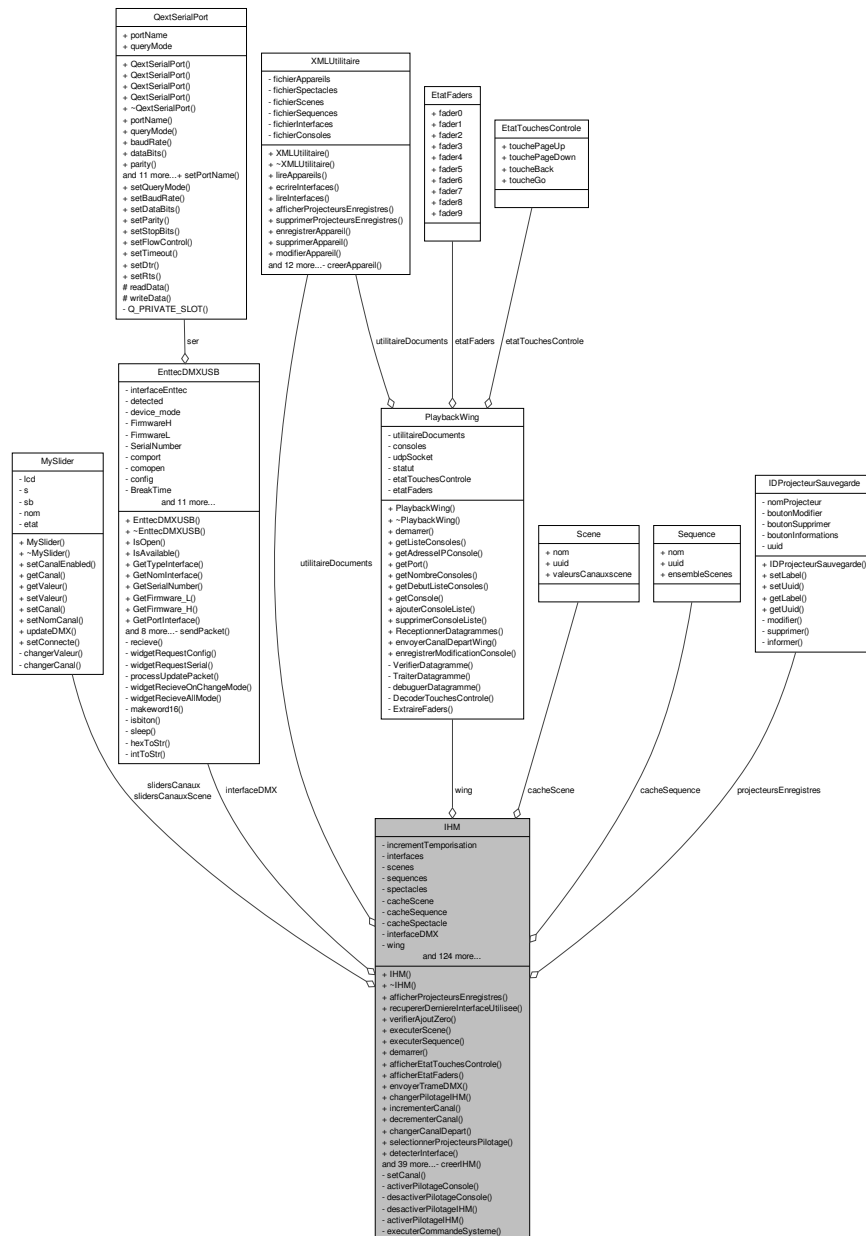 QextSerialPort
+ portName
+ queryMode
+ QextSerialPort()
+ QextSerialPort()
+ QextSerialPort()
+ QextSerialPort()
+ ~QextSerialPort()
+ portName()
+ queryMode()
+ baudRate()
+ dataBits()
+ parity()
and 11 more...+ setPortName()
+ setQueryMode()
+ setBaudRate()
+ setDataBits()
+ setParity()
+ setStopBits()
+ setFlowControl()
+ setTimeout()
+ setDtr()
+ setRts()
# readData()
# writeData()
- Q_PRIVATE_SLOT()
XMLUtilitaire
- fichierAppareils
- fichierSpectacles
- fichierScenes
- fichierSequences
- fichierInterfaces
- fichierConsoles
+ XMLUtilitaire()
+ ~XMLUtilitaire()
+ lireAppareils()
+ ecrireInterfaces()
+ lireInterfaces()
+ afficherProjecteursEnregistres()
+ supprimerProjecteursEnregistres()
+ enregistrerAppareil()
+ supprimerAppareil()
+ modifierAppareil()
and 12 more...- creerAppareil()
EtatFaders
+ fader0
+ fader1
+ fader2
+ fader3
+ fader4
+ fader5
+ fader6
+ fader7
+ fader8
+ fader9
EtatTouchesControle
+ touchePageUp
+ touchePageDown
+ toucheBack
+ toucheGo
ser
utilitaireDocuments
etatFaders
etatTouchesControle
EnttecDMXUSB
- interfaceEnttec
- detected
- device_mode
- FirmwareH
- FirmwareL
- SerialNumber
- comport
- comopen
- config
- BreakTime
and 11 more...
+ EnttecDMXUSB()
+ ~EnttecDMXUSB()
+ IsOpen()
+ IsAvailable()
+ GetTypeInterface()
+ GetNomInterface()
+ GetSerialNumber()
+ GetFirmware_L()
+ GetFirmware_H()
+ GetPortInterface()
and 8 more...- sendPacket()
- recieve()
- widgetRequestConfig()
- widgetRequestSerial()
- processUpdatePacket()
- widgetRecieveOnChangeMode()
- widgetRecieveAllMode()
- makeword16()
- isbiton()
- sleep()
- hexToStr()
- intToStr()
PlaybackWing
- utilitaireDocuments
- consoles
- udpSocket
- statut
- etatTouchesControle
- etatFaders
+ PlaybackWing()
+ ~PlaybackWing()
+ demarrer()
+ getListeConsoles()
+ getAdresseIPConsole()
+ getPort()
+ getNombreConsoles()
+ getDebutListeConsoles()
+ getConsole()
+ ajouterConsoleListe()
+ supprimerConsoleListe()
+ ReceptionnerDatagrammes()
+ envoyerCanalDepartWing()
+ enregistrerModificationConsole()
- VerifierDatagramme()
- TraiterDatagramme()
- debuguerDatagramme()
- DecoderTouchesControle()
- ExtraireFaders()
MySlider
- lcd
- s
- sb
- nom
- etat
+ MySlider()
+ ~MySlider()
+ setCanalEnabled()
+ getCanal()
+ getValeur()
+ setValeur()
+ setCanal()
+ setNomCanal()
+ updateDMX()
+ setConnecte()
- changerValeur()
- changerCanal()
Scene
+ nom
+ uuid
+ valeursCanauxscene
Sequence
+ nom
+ uuid
+ ensembleScenes
IDProjecteurSauvegarde
- nomProjecteur
- boutonModifier
- boutonSupprimer
- boutonInformations
- uuid
+ IDProjecteurSauvegarde()
+ setLabel()
+ setUuid()
+ getLabel()
+ getUuid()
- modifier()
- supprimer()
- informer()
utilitaireDocuments
slidersCanaux
slidersCanauxScene
interfaceDMX
wing
cacheScene
cacheSequence
projecteursEnregistres
IHM
- incrementTemporisation
- interfaces
- scenes
- sequences
- spectacles
- cacheScene
- cacheSequence
- cacheSpectacle
- interfaceDMX
- wing
and 124 more...
+ IHM()
+ ~IHM()
+ afficherProjecteursEnregistres()
+ recupererDerniereInterfaceUtilisee()
+ verifierAjoutZero()
+ executerScene()
+ executerSequence()
+ demarrer()
+ afficherEtatTouchesControle()
+ afficherEtatFaders()
+ envoyerTrameDMX()
+ changerPilotageIHM()
+ incrementerCanal()
+ decrementerCanal()
+ changerCanalDepart()
+ selectionnerProjecteursPilotage()
+ detecterInterface()
and 39 more...- creerIHM()
- setCanal()
- activerPilotageConsole()
- desactiverPilotageConsole()
- desactiverPilotageIHM()
- activerPilotageIHM()
- executerCommandeSysteme()